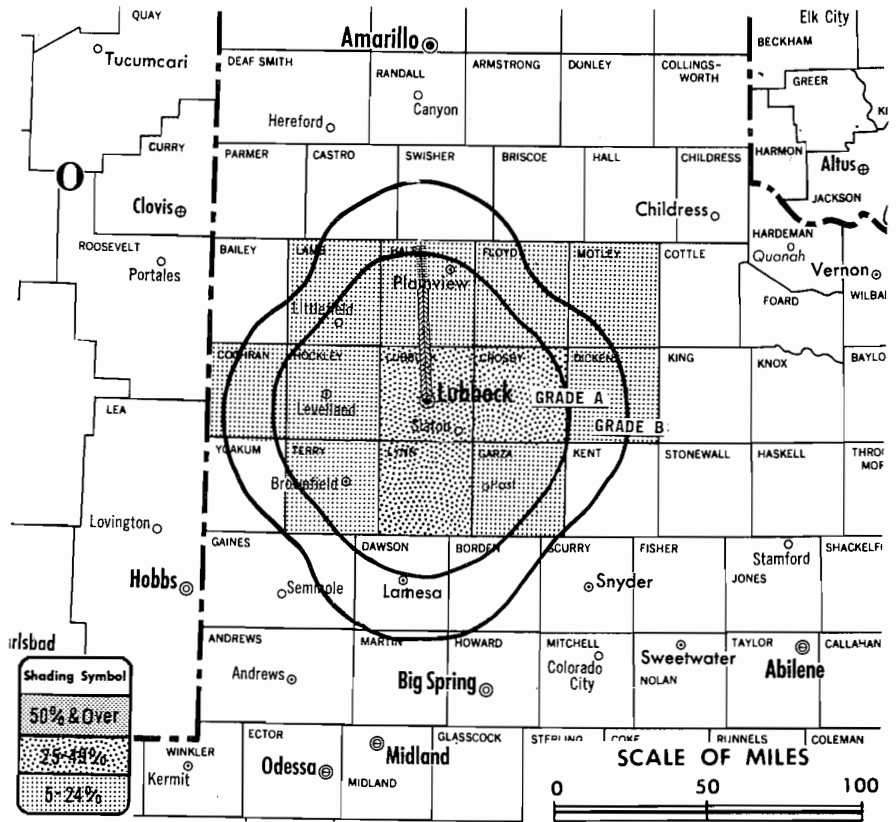 QUAY
Amarillo
Elk City
BECKHAM
Tucumcari
DEAF SMITH
RANDALL
ARMSTRONG
DONLEY
COLLINGS-
WORTH
GREER
Canyon
Hereford
CURRY
PARMER
CASTRO
SWISHER
BRISCOE
HALL
CHILDRESS
HARMON
Altus
O
Clovis
Childress
JACKSON
HARDEMAN
Quanah
ROOSEVELT
Portales
BAILEY
LAMB
HALE
FLOYD
MOTLEY
COTTLE
Vernon
Plainview
FOARD
WILBA
Littlefield
COCHRAN
HOCKLEY
LUBBOCK
CROSBY
DICKENS
KING
KNOX
BAYLO
LEA
Levelland
Lubbock
GRADE A
Slaton
GRADE B
YOAKUM
TERRY
LYNN
GARZA
KENT
STONEWALL
HASKELL
THRO
MOR
Brownfield
Post
Lovington
GAINES
DAWSON
BORDEN
SCURRY
FISHER
Stamford
SHACKELF
JONES
Hobbs
Seminole
Lamesa
Snyder
arlsbad
ANDREWS
MARTIN
HOWARD
MITCHELL
Sweetwater
TAYLOR
CALLAHAN
Andrews
Big Spring
Colorado
City
NOLAN
Abilene
Shading Symbol
50% & Over
25-49%
5-24%
WINKLER
Kermit
ECTOR
Odessa
Midland
MIDLAND
GLASSCOCK
STERLING
COKE
RUNNELS
COLEMAN
SCALE OF MILES
0 50 100